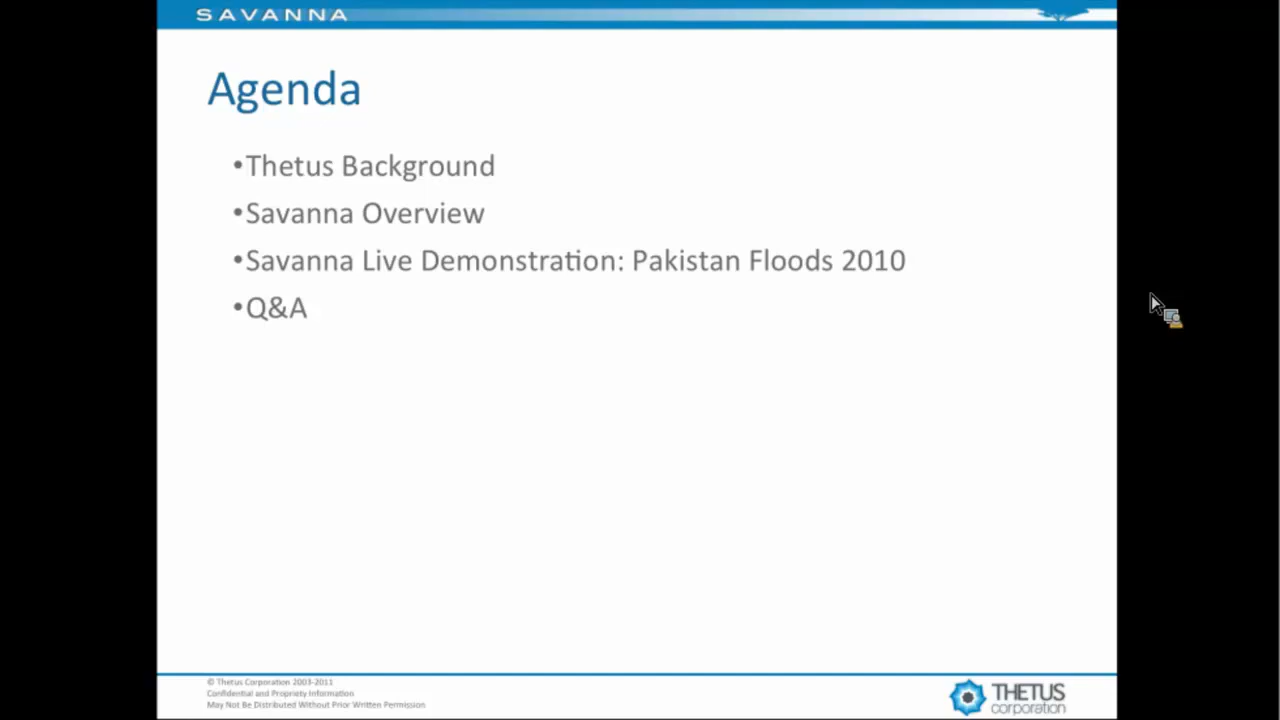 SAVANNA
Agenda
•Thetus Background
•Savanna Overview
•Savanna Live Demonstration: Pakistan Floods 2010
•Q&A
© Thetus Corporation 2003-2011
Confidential and Propriety Information
May Not Be Distributed Without Prior Written Permission
THETUS
corporation